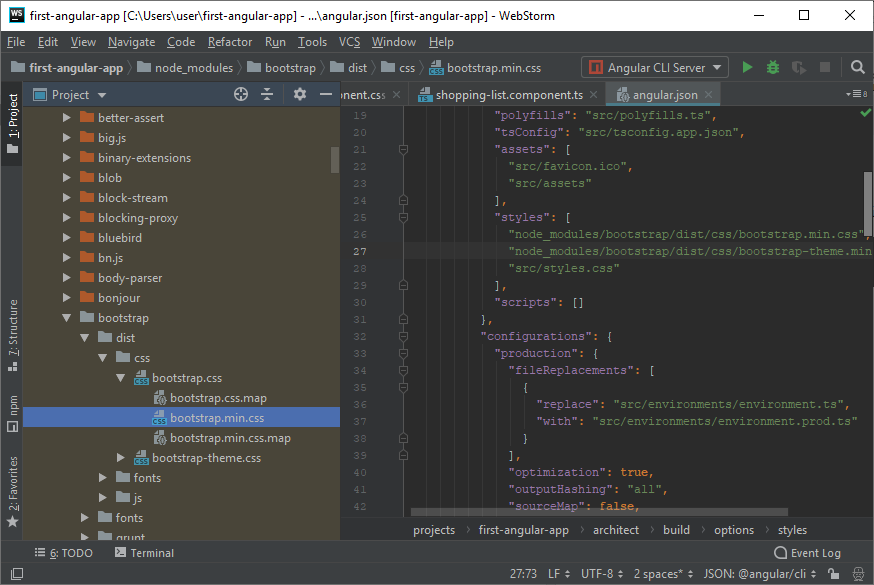 WS first-angular-app [C:\Users\user\first-angular-app] - ...\angular.json [first-angular-app] - WebStorm
File Edit View Navigate Code Refactor Run Tools VCS Window Help
first-angular-app node_modules bootstrap dist css bootstrap.min.css Angular CLI Server
1: Project
7: Structure
npm
2: Favorites
Project
better-assert
big.js
binary-extensions
blob
block-stream
blocking-proxy
bluebird
bn.js
body-parser
bonjour
bootstrap
dist
css
bootstrap.css
bootstrap.css.map
bootstrap.min.css
bootstrap.min.css.map
bootstrap-theme.css
fonts
js
fonts
grunt
onent.css shopping-list.component.ts angular.json 8
19 "polyfills": "src/polyfills.ts",
20 "tsConfig": "src/tsconfig.app.json",
21 "assets": [
22 "src/favicon.ico",
23 "src/assets"
24 ],
25 "styles": [
26 "node_modules/bootstrap/dist/css/bootstrap.min.css",
27 "node_modules/bootstrap/dist/css/bootstrap-theme.min
28 "src/styles.css"
29 ],
30 "scripts": []
31 },
32 "configurations": {
33 "production": {
34 "fileReplacements": [
35 {
36 "replace": "src/environments/environment.ts",
37 "with": "src/environments/environment.prod.ts"
38 }
39 ],
40 "optimization": true,
41 "outputHashing": "all",
42 "sourceMap": false,
projects first-angular-app architect build options styles
6: TODO Terminal Event Log
27:73 LF UTF-8 2 spaces* JSON: @angular/cli